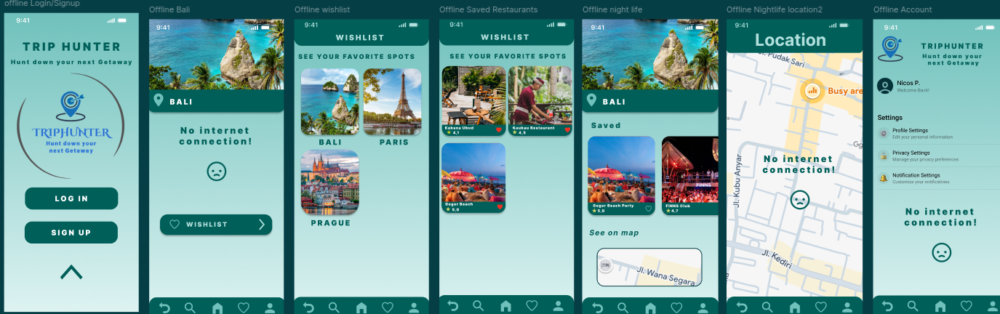 offline Login/Signup
9:41
TRIP HUNTER
Hunt down your next Getaway
TRIPHUNTER
Hunt down your
next Getaway
LOG IN
SIGN UP
Offline Bali
9:41
BALI
No internet
connection!
WISHLIST
Offline wishlist
9:41
WISHLIST
SEE YOUR FAVORITE SPOTS
BALI
PARIS
PRAGUE
Offline Saved Restaurants
9:41
WISHLIST
SEE YOUR FAVORITE SPOTS
Kabana Ubud
4,1
Kaukau Restaurant
4,5
Geger Beach
5,0
Offline night life
9:41
BALI
Saved
Geger Beach Party
5,0
FINNS
FINNS Club
4,7
See on map
Jl. Wana Segara
Offline Nightlife location2
9:41
Location
Jl. Pudak Sari
Busy are
Gg
No internet
connection!
Jl. Kubu Anyar
Jl. Kediri
Offline Account
9:41
TRIPHUNTER
Hunt down your
next Getaway
Nicos P.
Welcome Back!
Settings
Profile Settings
Edit your personal information
Privacy Settings
Manage your privacy preferences
Notification Settings
Customize your notifications
No internet
connection!